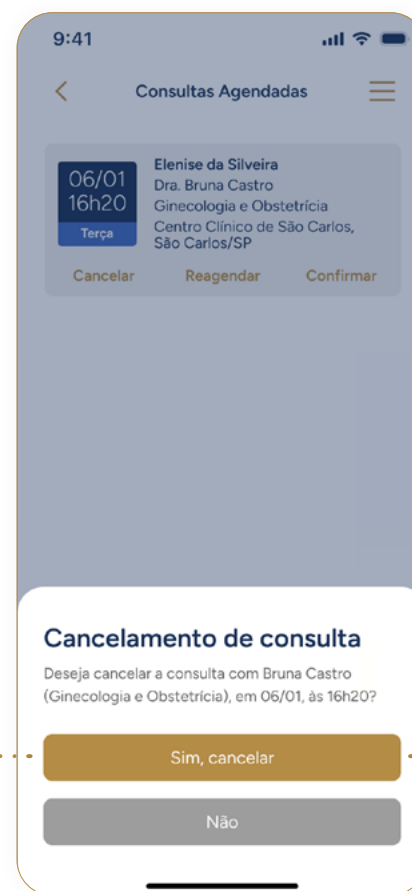 9:41
Consultas Agendadas
06/01
16h20
Terça
Elenise da Silveira
Dra. Bruna Castro
Ginecologia e Obstetrícia
Centro Clínico de São Carlos,
São Carlos/SP
Cancelar Reagendar Confirmar
Cancelamento de consulta
Deseja cancelar a consulta com Bruna Castro
(Ginecologia e Obstetrícia), em 06/01, às 16h20?
Sim, cancelar
Não